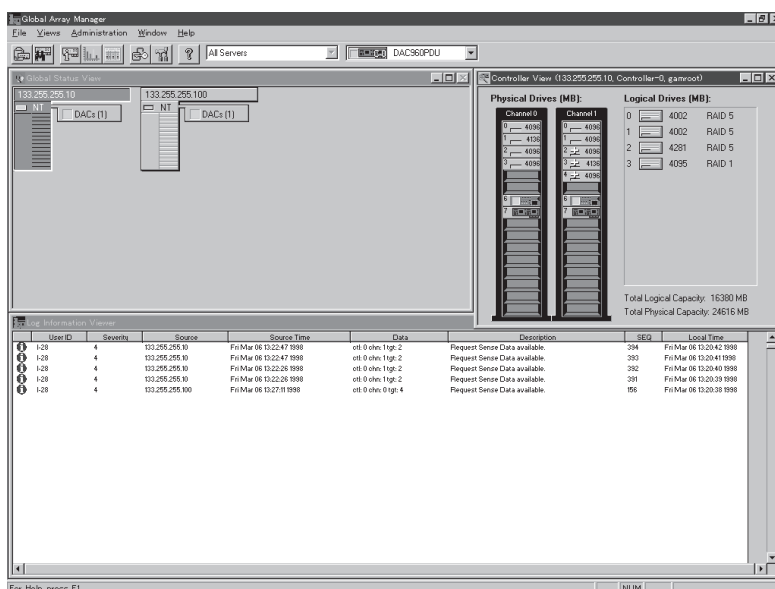 Global Array Manager
File Views Administration Window Help
All Servers
DAC960PDU
Global Status View
133.255.255.10 133.255.255.100
NT DACs (1) NT DACs (1)
Controller View (133.255.255.10, Controller-0, gamroot)
Physical Drives (MB): Logical Drives (MB):
Channel 0 Channel 1
0 4096 0 4096
1 4136 1 4096
2 4096 2 4096
3 4096 3 4136
4 4096
6 6
7 7
0 4002 RAID 5
1 4002 RAID 5
2 4281 RAID 5
3 4095 RAID 1
Total Logical Capacity: 16380 MB
Total Physical Capacity: 24616 MB
Log Information Viewer
User ID Severity Source Source Time Data Description SEQ Local Time
I-28 4 133.255.255.10 Fri Mar 06 13:22:47 1998 ctl: 0 chn: 1 tgt: 2 Request Sense Data available. 394 Fri Mar 06 13:20:42 1998
I-28 4 133.255.255.10 Fri Mar 06 13:22:47 1998 ctl: 0 chn: 1 tgt: 2 Request Sense Data available. 393 Fri Mar 06 13:20:41 1998
I-28 4 133.255.255.10 Fri Mar 06 13:22:26 1998 ctl: 0 chn: 1 tgt: 2 Request Sense Data available. 392 Fri Mar 06 13:20:40 1998
I-28 4 133.255.255.10 Fri Mar 06 13:22:26 1998 ctl: 0 chn: 1 tgt: 2 Request Sense Data available. 391 Fri Mar 06 13:20:39 1998
I-28 4 133.255.255.100 Fri Mar 06 13:27:11 1998 ctl: 0 chn: 0 tgt: 4 Request Sense Data available. 156 Fri Mar 06 13:20:38 1998
For Help, press F1 NUM